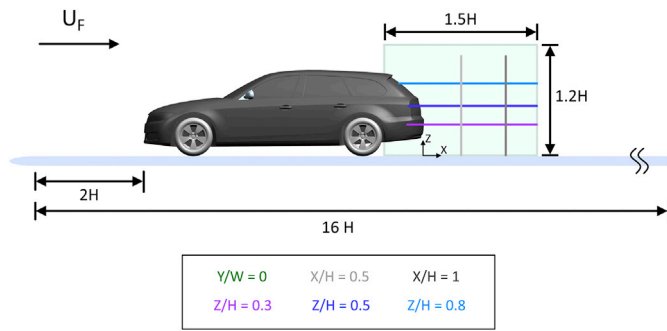 U_F
1.5H
1.2H
Z
X
2H
16 H
Y/W = 0 X/H = 0.5 X/H = 1
Z/H = 0.3 Z/H = 0.5 Z/H = 0.8